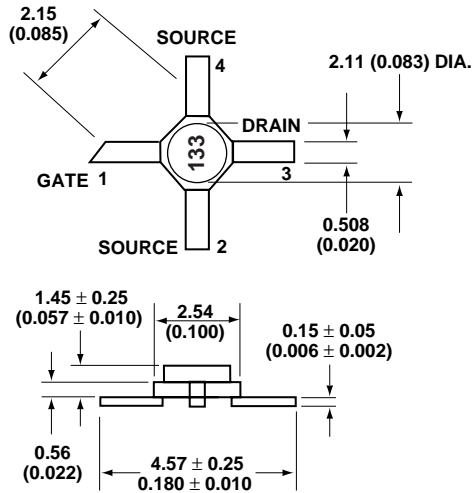 2.15
(0.085)
SOURCE
4
2.11 (0.083) DIA.
DRAIN
133
GATE 1
3
0.508
(0.020)
SOURCE
2
1.45 ± 0.25
(0.057 ± 0.010)
2.54
(0.100)
0.15 ± 0.05
(0.006 ± 0.002)
0.56
(0.022)
4.57 ± 0.25
0.180 ± 0.010